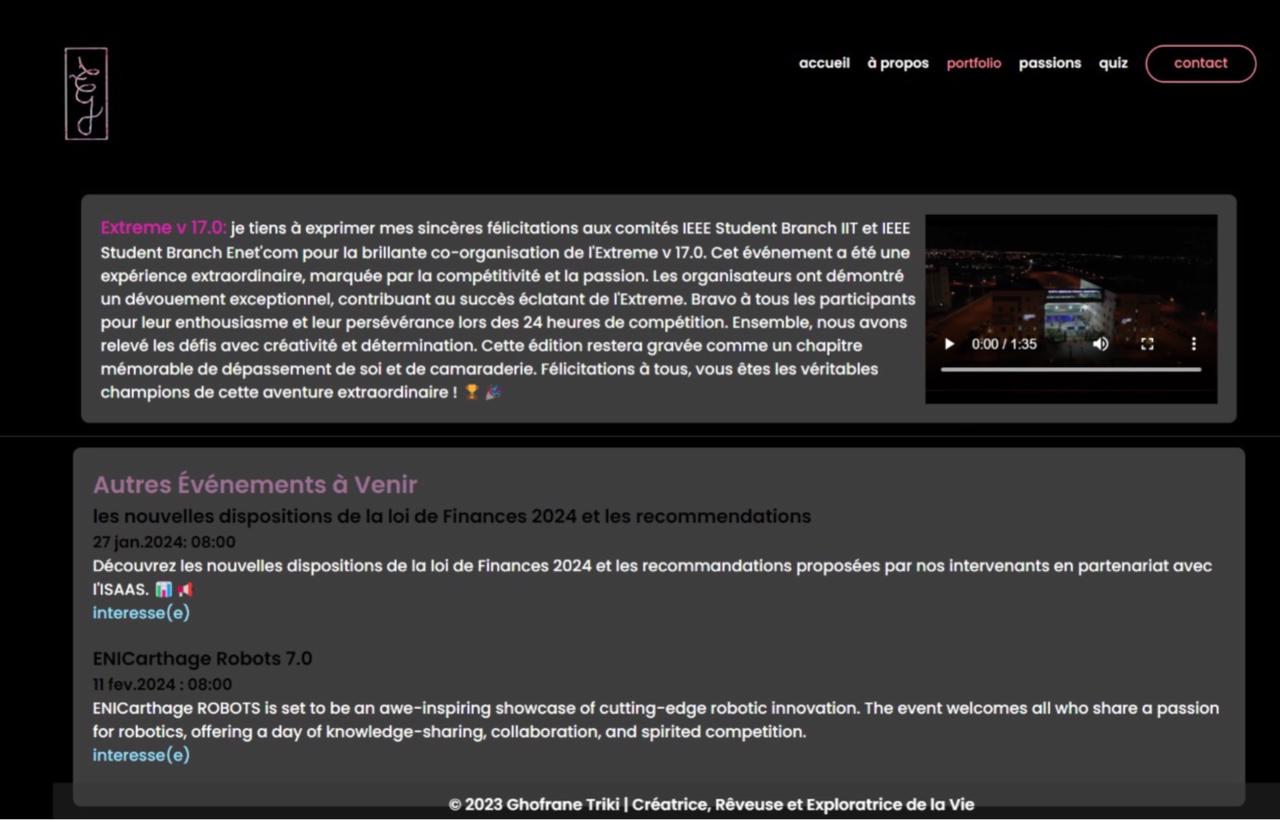 accueil à propos portfolio passions quiz contact
Extreme v 17.0: je tiens à exprimer mes sincères félicitations aux comités IEEE Student Branch IIT et IEEE
Student Branch Enet'com pour la brillante co-organisation de l'Extreme v 17.0. Cet événement a été une
expérience extraordinaire, marquée par la compétitivité et la passion. Les organisateurs ont démontré
un dévouement exceptionnel, contribuant au succès éclatant de l'Extreme. Bravo à tous les participants
pour leur enthousiasme et leur persévérance lors des 24 heures de compétition. Ensemble, nous avons
relevé les défis avec créativité et détermination. Cette édition restera gravée comme un chapitre
mémorable de dépassement de soi et de camaraderie. Félicitations à tous, vous êtes les véritables
champions de cette aventure extraordinaire ! 🏆 🎉
0:00 / 1:35
Autres Événements à Venir
les nouvelles dispositions de la loi de Finances 2024 et les recommendations
27 jan.2024: 08:00
Découvrez les nouvelles dispositions de la loi de Finances 2024 et les recommandations proposées par nos intervenants en partenariat avec
l'ISAAS. 📊 📢
interesse(e)
ENICarthage Robots 7.0
11 fev.2024 : 08:00
ENICarthage ROBOTS is set to be an awe-inspiring showcase of cutting-edge robotic innovation. The event welcomes all who share a passion
for robotics, offering a day of knowledge-sharing, collaboration, and spirited competition.
interesse(e)
© 2023 Ghofrane Triki | Créatrice, Rêveuse et Exploratrice de la Vie